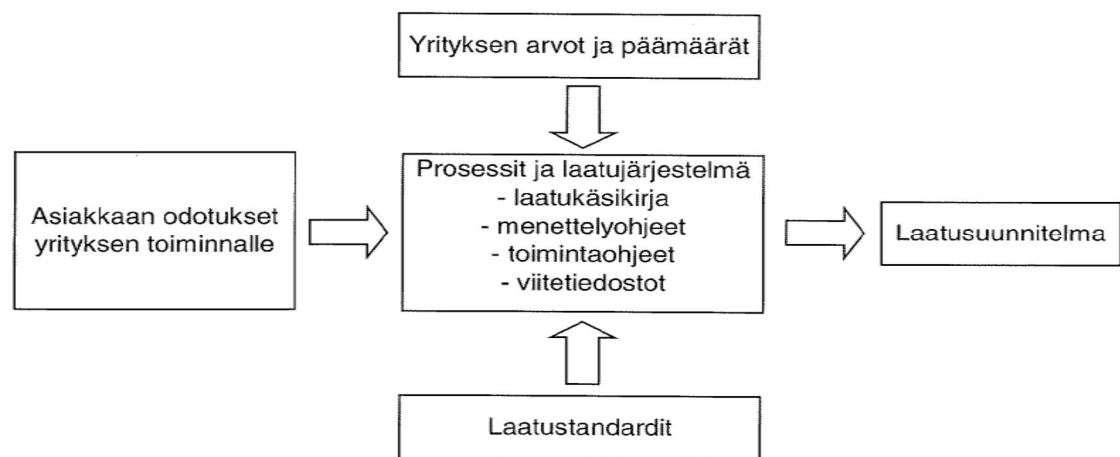 Yrityksen arvot ja päämäärät
Asiakkaan odotukset
yrityksen toiminnalle
Prosessit ja laatujärjestelmä
- laatukäsikirja
- menettelyohjeet
- toimintaohjeet
- viitetiedostot
Laatusuunnitelma
Laatustandardit